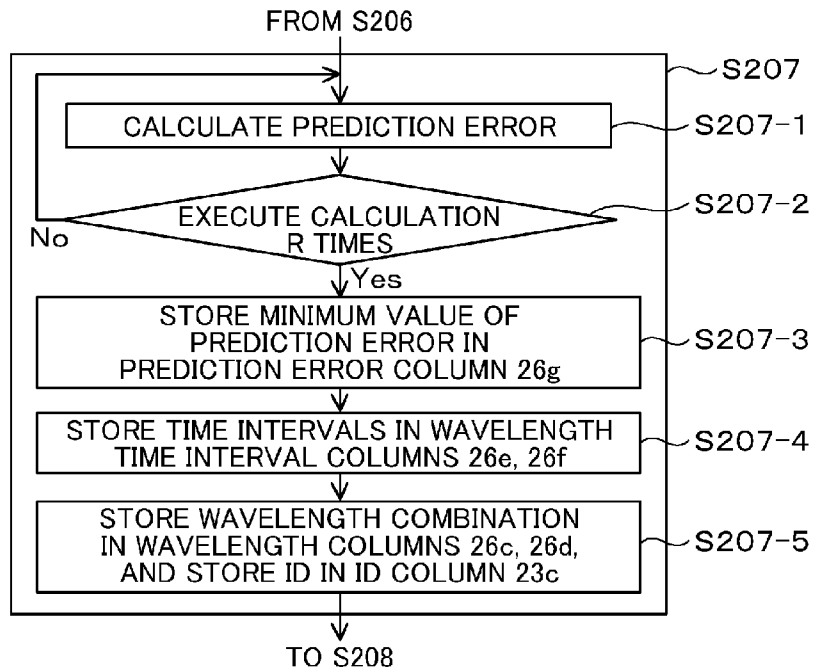 FROM S206
S207
CALCULATE PREDICTION ERROR
S207-1
EXECUTE CALCULATION
R TIMES
S207-2
No
Yes
STORE MINIMUM VALUE OF
PREDICTION ERROR IN
PREDICTION ERROR COLUMN 26g
S207-3
STORE TIME INTERVALS IN WAVELENGTH
TIME INTERVAL COLUMNS 26e, 26f
S207-4
STORE WAVELENGTH COMBINATION
IN WAVELENGTH COLUMNS 26c, 26d,
AND STORE ID IN ID COLUMN 23c
S207-5
TO S208